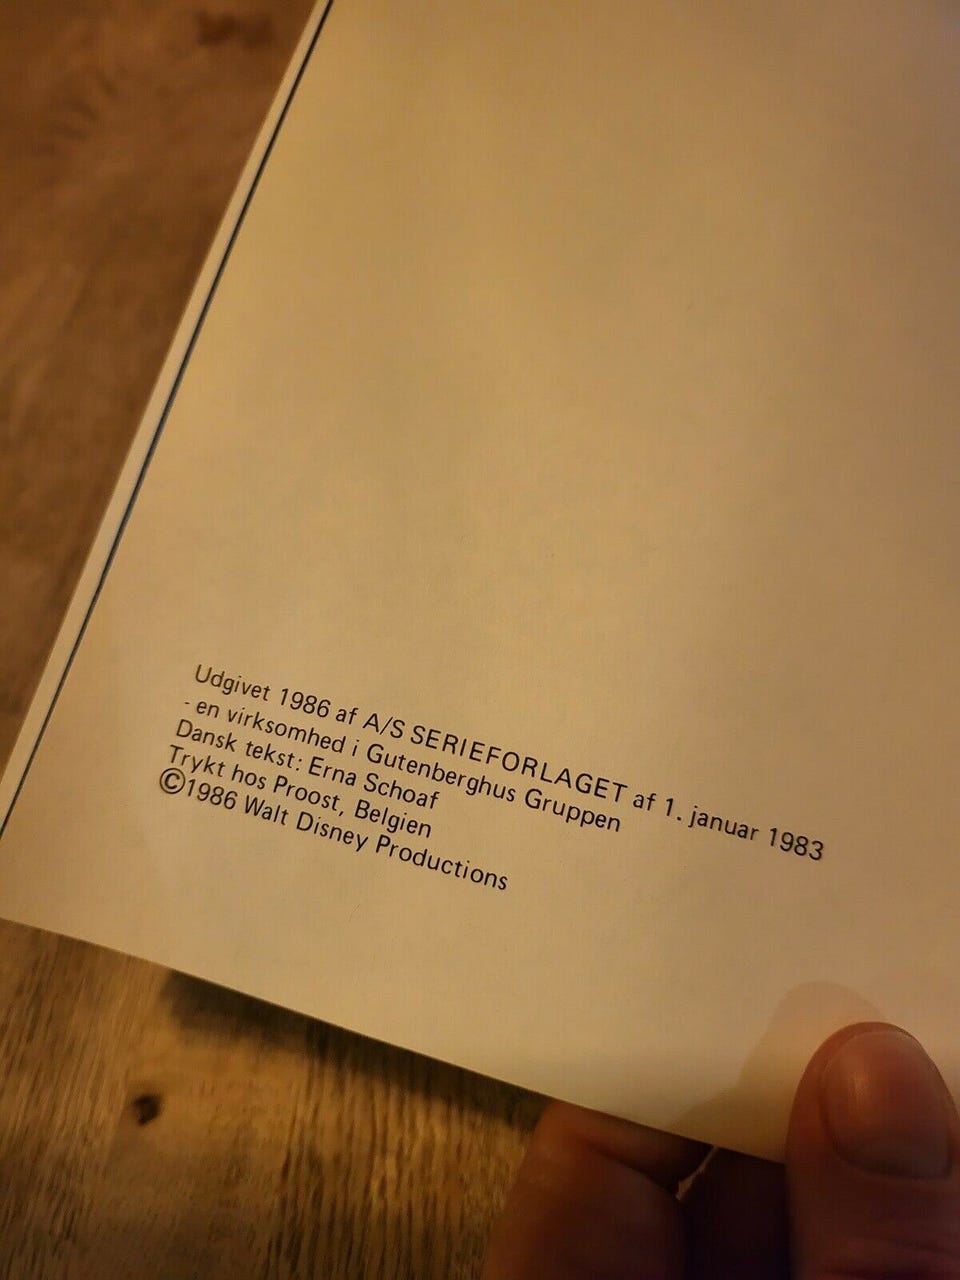 Udgivet 1986 af A/S SERIEFORLAGET af 1. januar 1983
- en virksomhed i Gutenberghus Gruppen
Dansk tekst: Erna Schoaf
Trykt hos Proost, Belgien
©1986 Walt Disney Productions